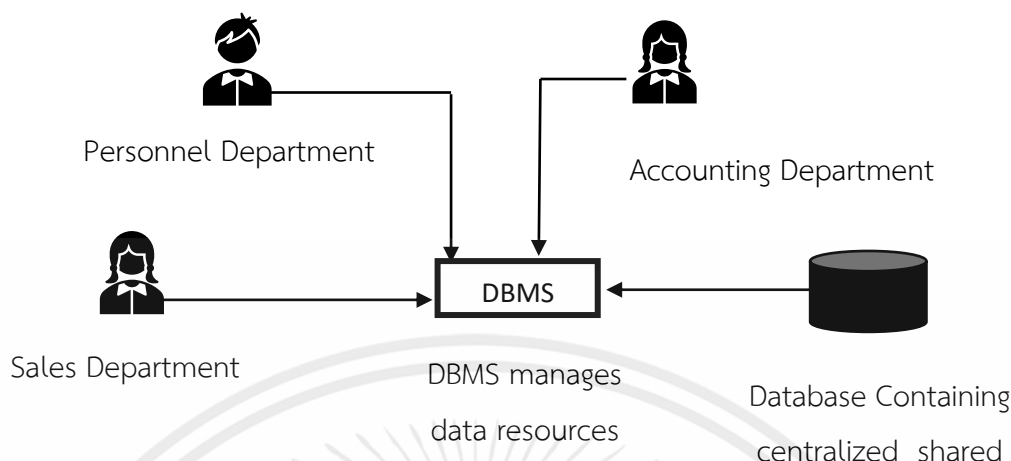 Personnel Department
Accounting Department
DBMS
Sales Department
DBMS manages
data resources
Database Containing
centralized shared